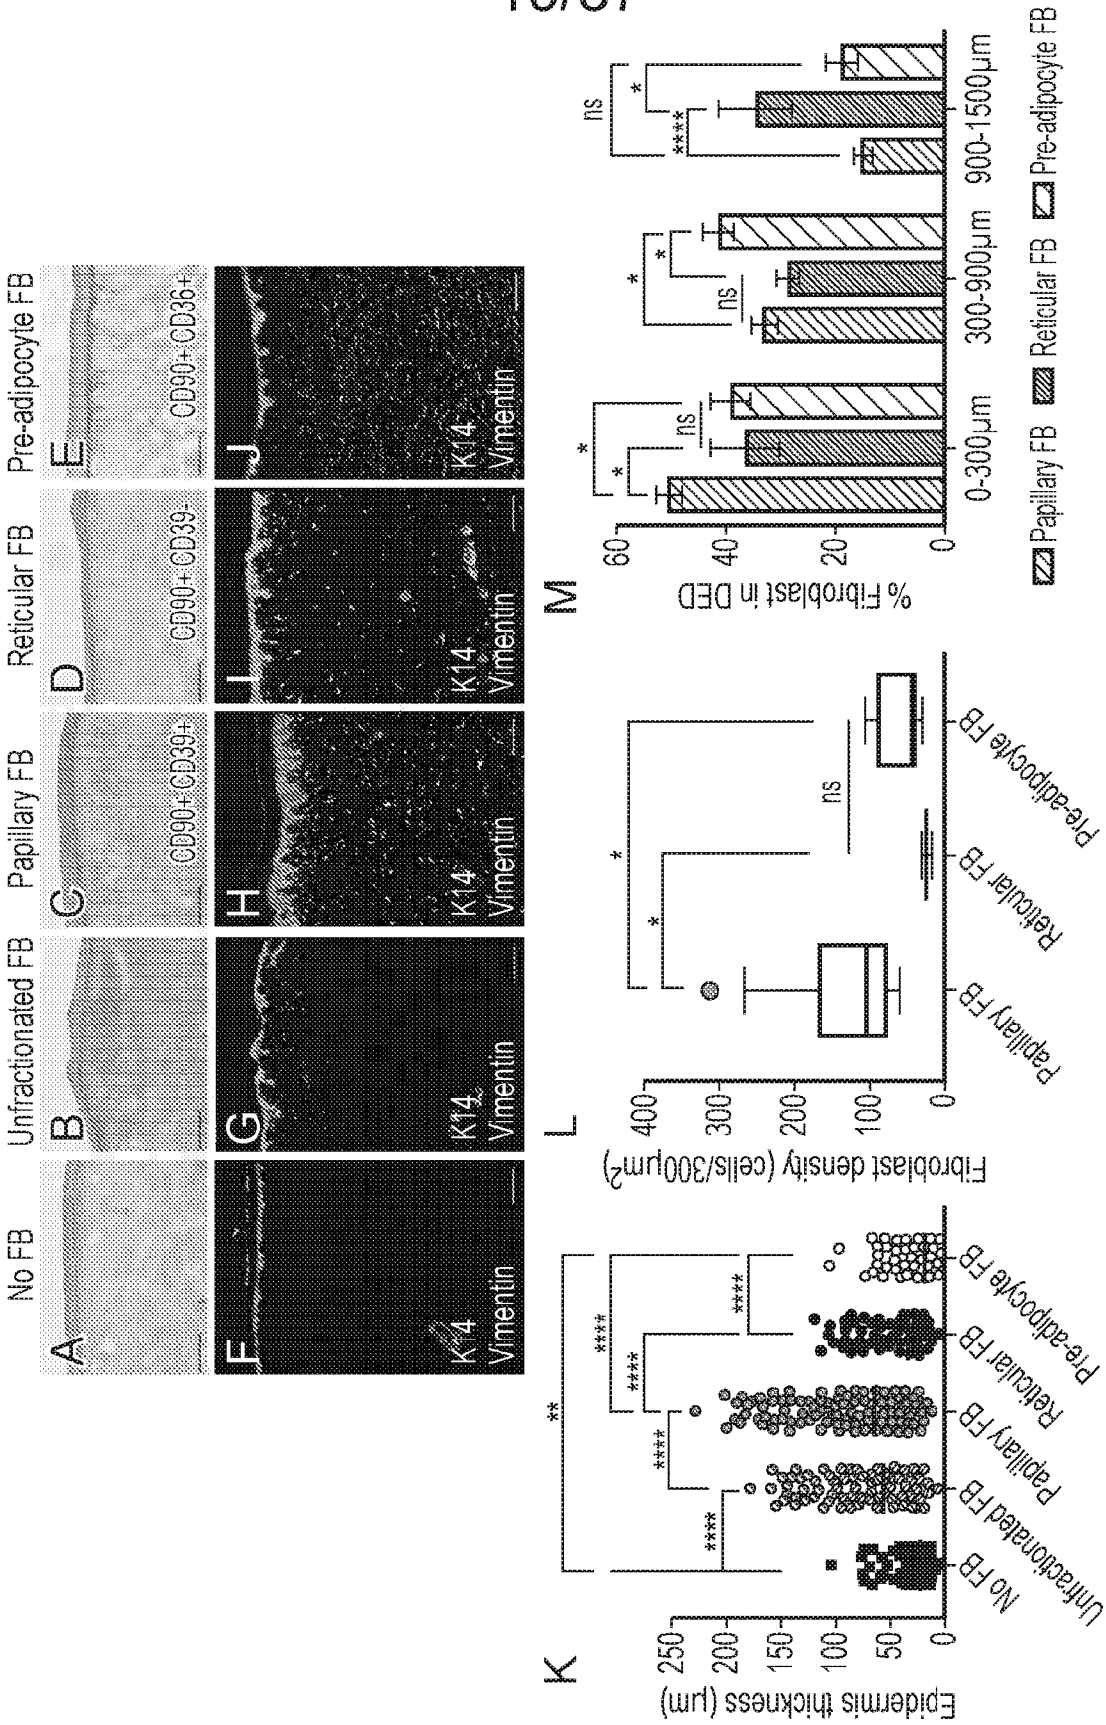 No FB
Unfractionated FB
Papillary FB
Reticular FB
Pre-adipocyte FB
A
B
C
CD90+ CD39+
D
CD90+ CD39-
E
CD90+ CD36+
F
K14
Vimentin
G
K14
Vimentin
H
K14
Vimentin
I
K14
Vimentin
J
K14
Vimentin
K
Epidermis thickness (µm)
250
200
150
100
50
0
**
****
****
****
****
****
No FB
Unfractionated FB
Papillary FB
Reticular FB
Pre-adipocyte FB
L
Fibroblast density (cells/300µm²)
400
300
200
100
0
*
*
ns
Papillary FB
Reticular FB
Pre-adipocyte FB
M
% Fibroblast in DED
60
40
20
0
*
*
ns
*
*
ns
ns
*
****
0-300µm
300-900µm
900-1500µm
Papillary FB
Reticular FB
Pre-adipocyte FB